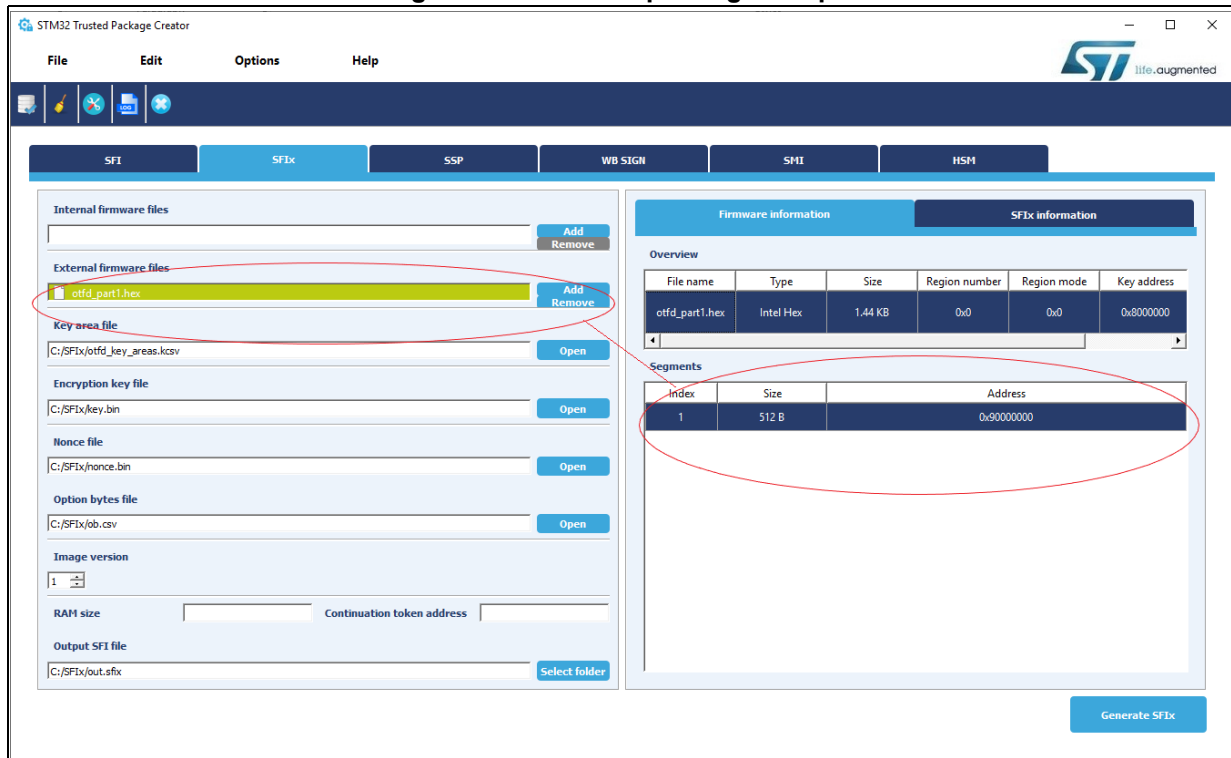 STM32 Trusted Package Creator
File Edit Options Help
life.augmented
LOG
SFI SFIx SSP WB SIGN SMI HSM
Internal firmware files
Add
Remove
External firmware files
otfd_part1.hex
Add
Remove
Key area file
C:/SFIx/otfd_key_areas.kcsv Open
Encryption key file
C:/SFIx/key.bin Open
Nonce file
C:/SFIx/nonce.bin Open
Option bytes file
C:/SFIx/ob.csv Open
Image version
1
RAM size Continuation token address
Output SFI file
C:/SFIx/out.sfix Select folder
Firmware information SFIx information
Overview
File name Type Size Region number Region mode Key address
otfd_part1.hex Intel Hex 1.44 KB 0x0 0x0 0x8000000
Segments
Index Size Address
1 512 B 0x90000000
Generate SFIx